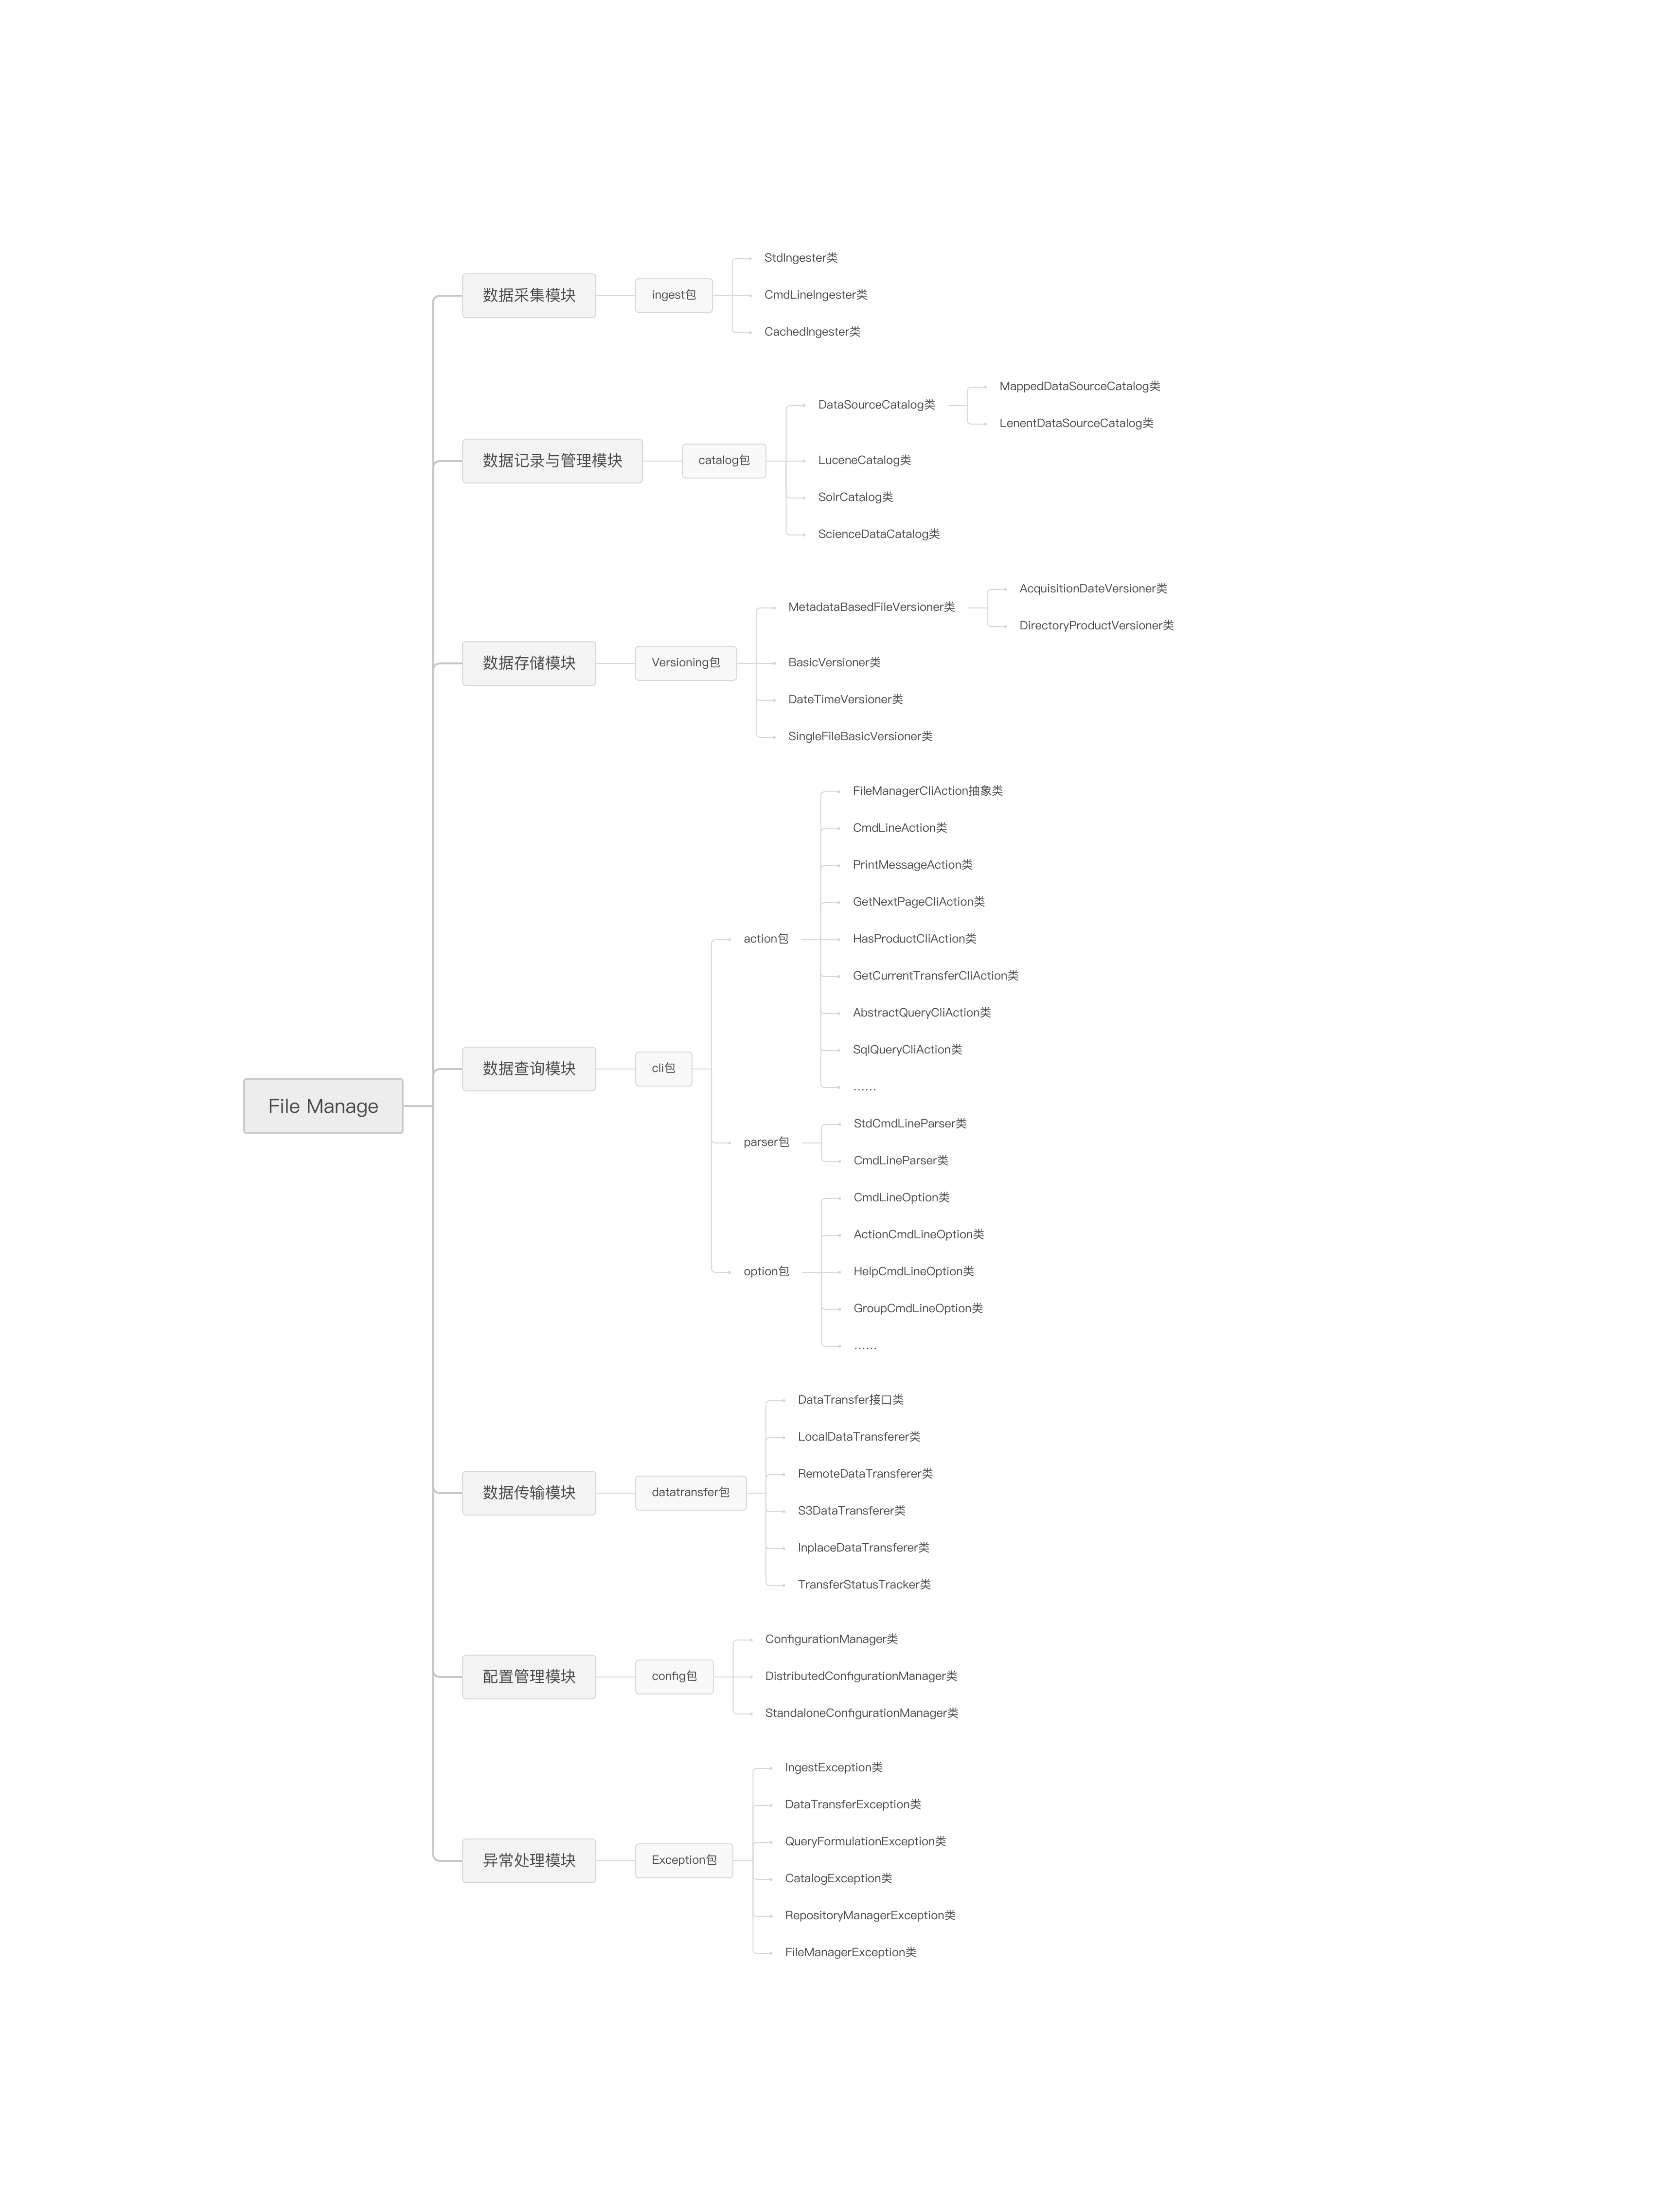 File Manage
数据采集模块
ingest包
StdIngester类
CmdLineIngester类
CachedIngester类
数据记录与管理模块
catalog包
DataSourceCatalog类
MappedDataSourceCatalog类
LenentDataSourceCatalog类
LuceneCatalog类
SolrCatalog类
ScienceDataCatalog类
数据存储模块
Versioning包
MetadataBasedFileVersioner类
AcquisitionDateVersioner类
DirectoryProductVersioner类
BasicVersioner类
DateTimeVersioner类
SingleFileBasicVersioner类
数据查询模块
cli包
action包
FileManagerCliAction抽象类
CmdLineAction类
PrintMessageAction类
GetNextPageCliAction类
HasProductCliAction类
GetCurrentTransferCliAction类
AbstractQueryCliAction类
SqlQueryCliAction类
……
parser包
StdCmdLineParser类
CmdLineParser类
option包
CmdLineOption类
ActionCmdLineOption类
HelpCmdLineOption类
GroupCmdLineOption类
……
数据传输模块
datatransfer包
DataTransfer接口类
LocalDataTransferer类
RemoteDataTransferer类
S3DataTransferer类
InplaceDataTransferer类
TransferStatusTracker类
配置管理模块
config包
ConfigurationManager类
DistributedConfigurationManager类
StandaloneConfigurationManager类
异常处理模块
Exception包
IngestException类
DataTransferException类
QueryFormulationException类
CatalogException类
RepositoryManagerException类
FileManagerException类